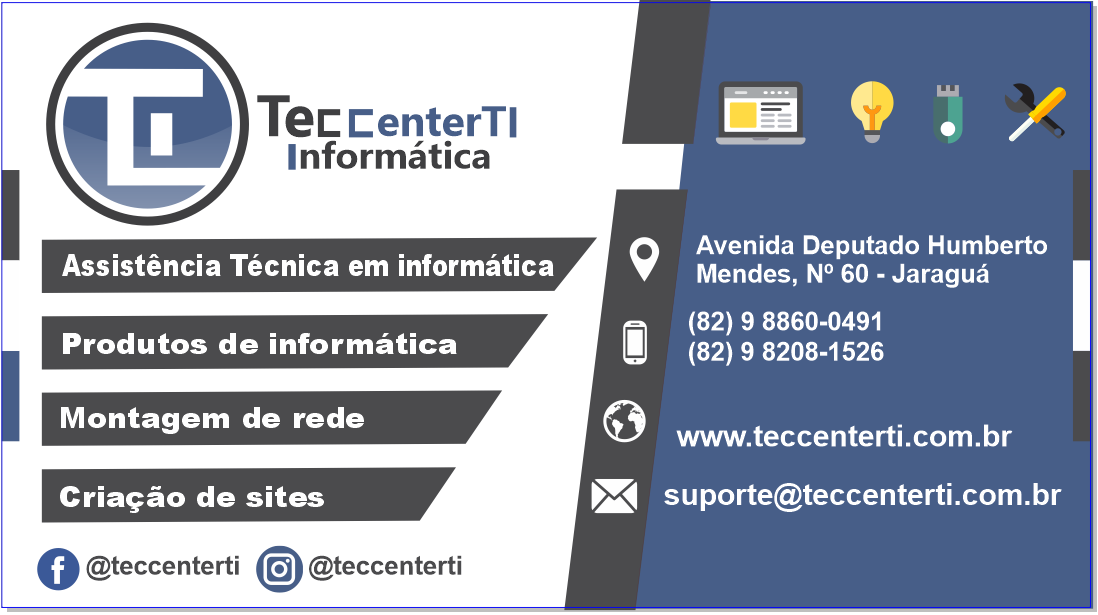 TecCenterTI
Informática
Assistência Técnica em informática
Produtos de informática
Montagem de rede
Criação de sites
@teccenterti @teccenterti
Avenida Deputado Humberto
Mendes, Nº 60 - Jaraguá
(82) 9 8860-0491
(82) 9 8208-1526
www.teccenterti.com.br
suporte@teccenterti.com.br